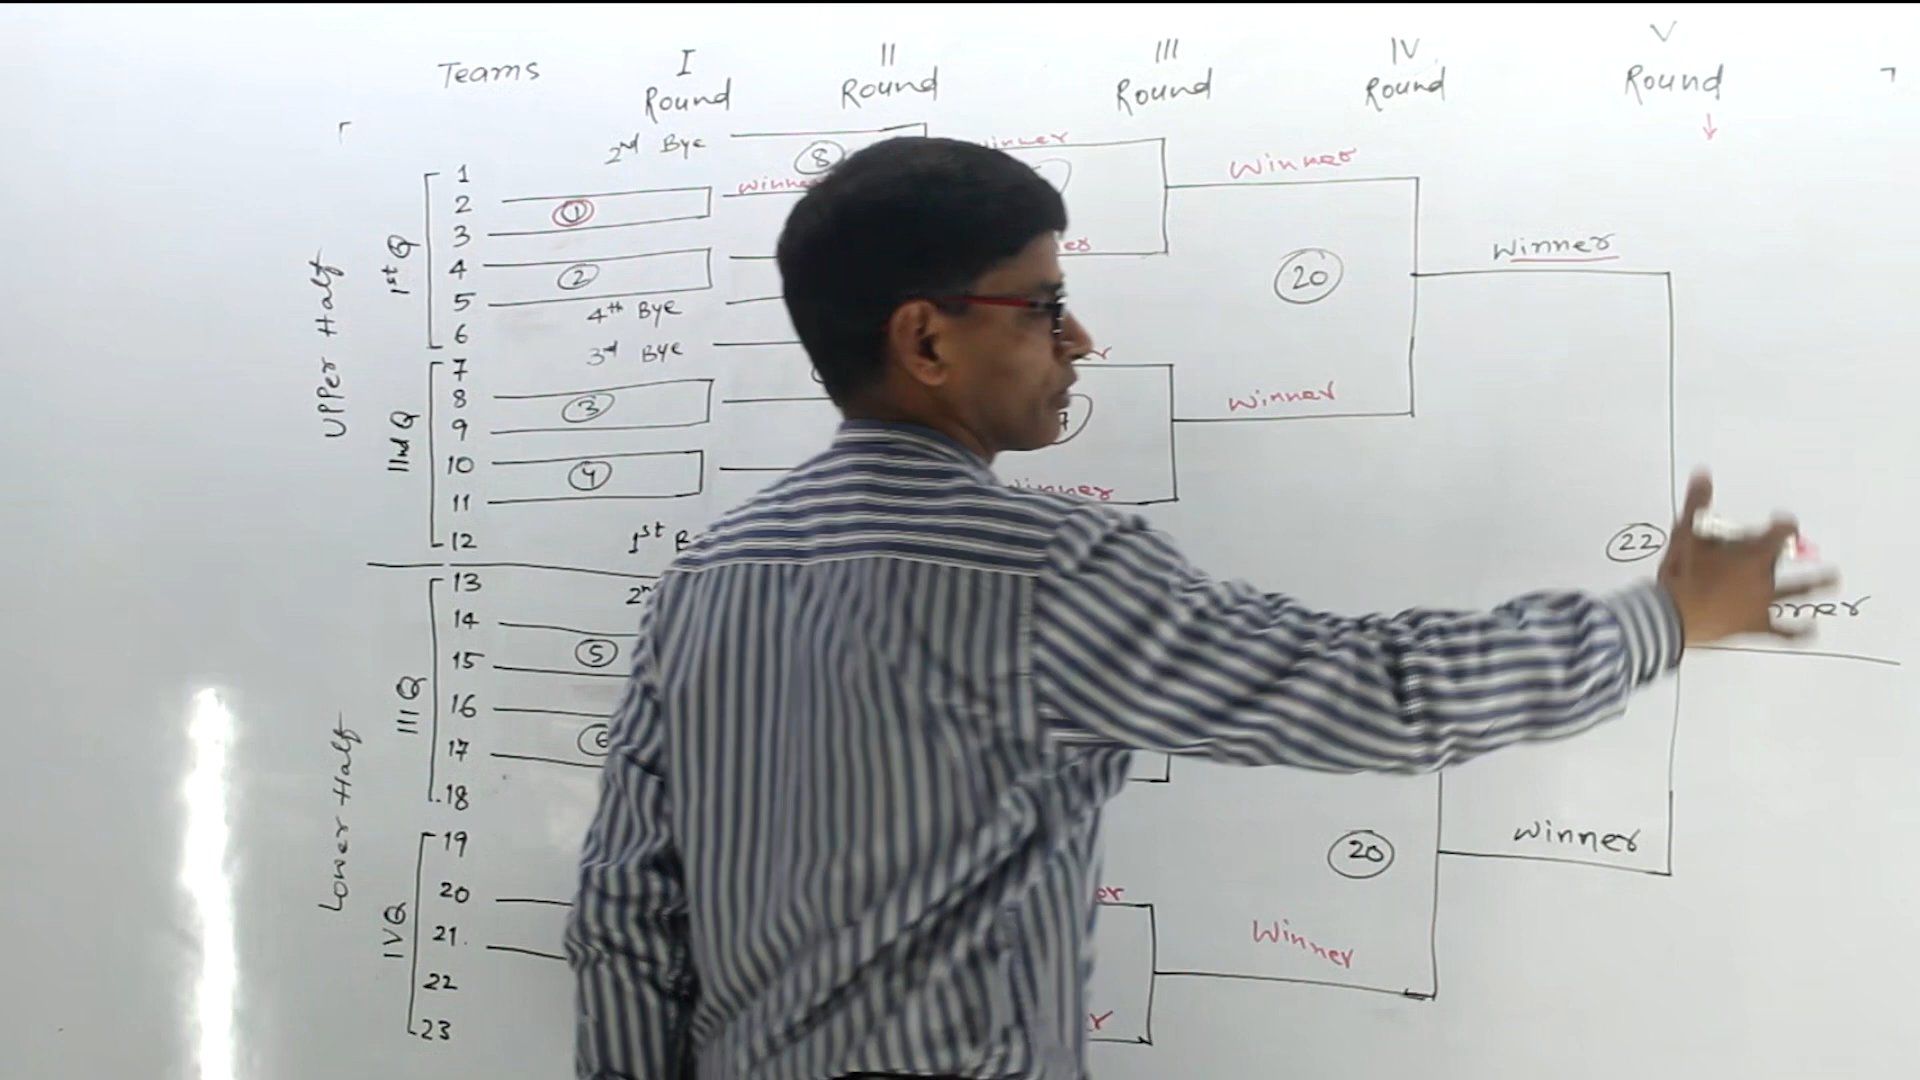 Teams
I
Round
II
Round
III
Round
IV
Round
V
Round
2nd Bye
8
1
2
1
3
4
2
5
4th Bye
6
3rd Bye
7
8
3
9
10
4
11
12
1st
13
14
5
15
16
6
17
18
19
20
21.
22
23
UPPer Half
Lower Half
1st Q
IInd Q
III Q
IV Q
Winner
Winner
20
Winner
Winner
Winner
22
20
Winner
Winner